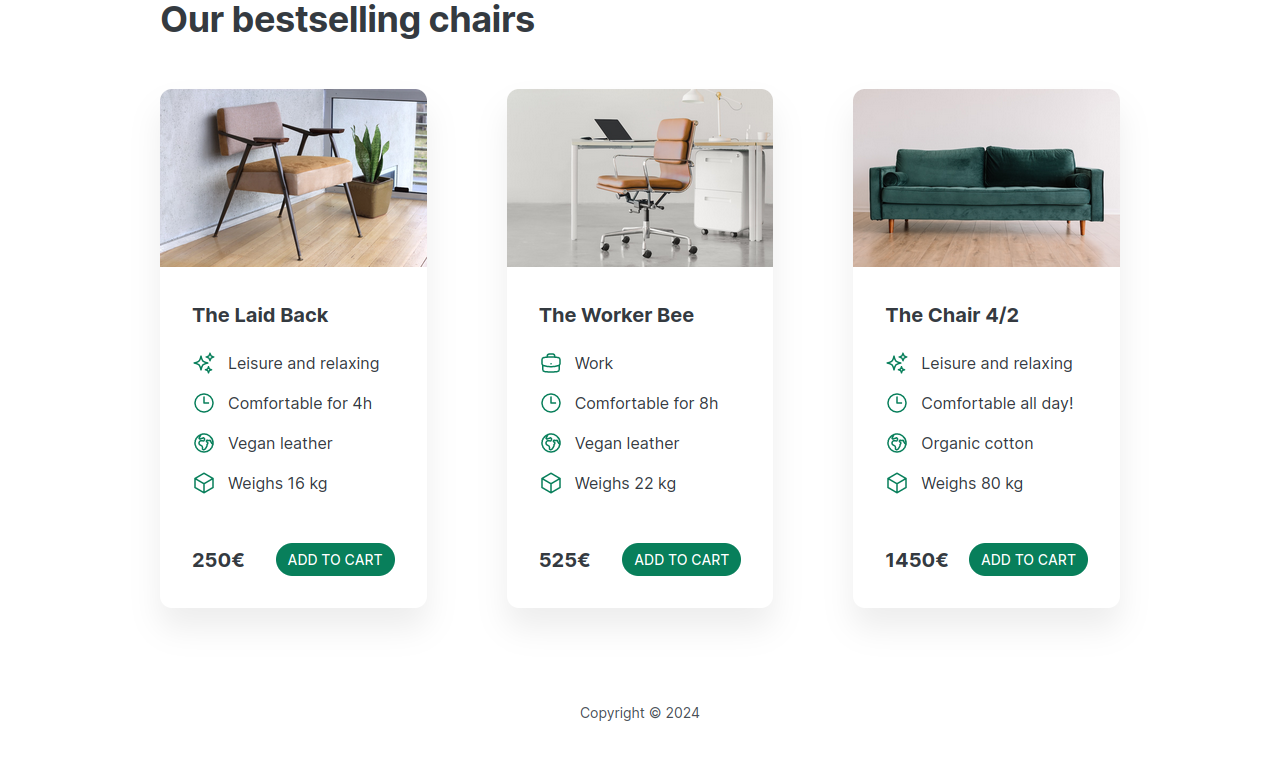 Our bestselling chairs
The Laid Back
Leisure and relaxing
Comfortable for 4h
Vegan leather
Weighs 16 kg
250€
ADD TO CART
The Worker Bee
Work
Comfortable for 8h
Vegan leather
Weighs 22 kg
525€
ADD TO CART
The Chair 4/2
Leisure and relaxing
Comfortable all day!
Organic cotton
Weighs 80 kg
1450€
ADD TO CART
Copyright © 2024